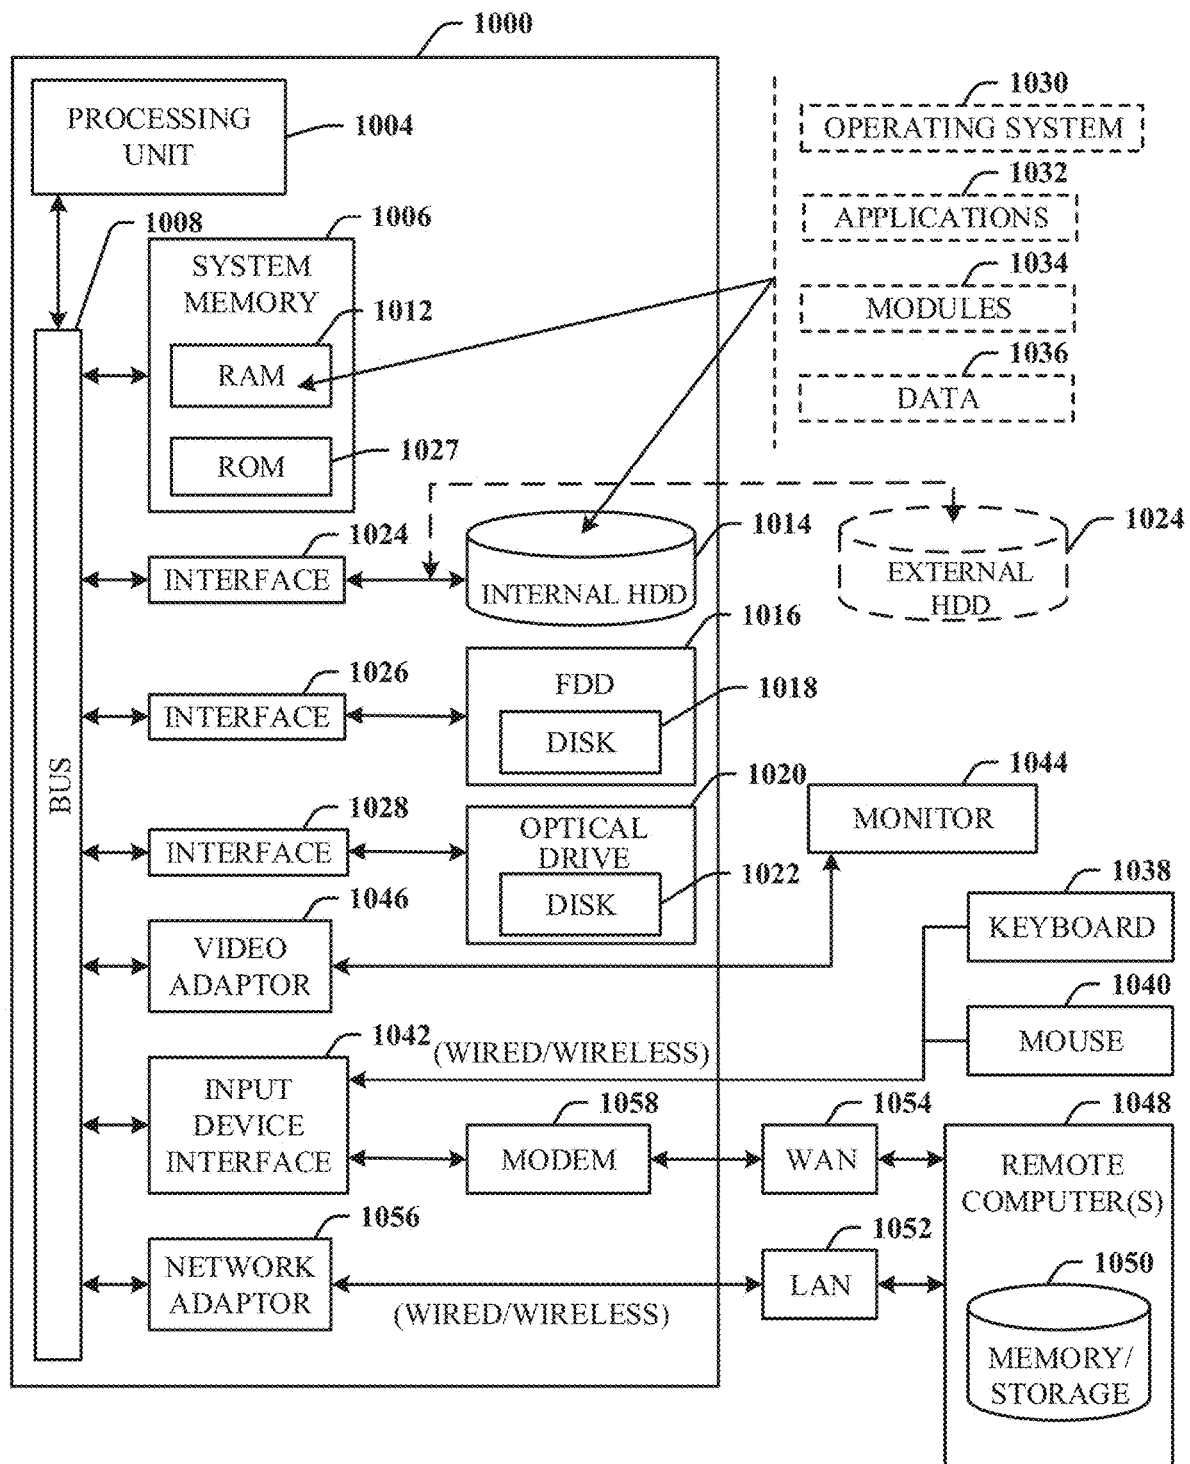 1000
PROCESSING
UNIT
1004
1030
OPERATING SYSTEM
1032
APPLICATIONS
1034
MODULES
1036
DATA
1008
1006
SYSTEM
MEMORY
1012
RAM
ROM
1027
1024
INTERFACE
1014
INTERNAL HDD
1024
EXTERNAL
HDD
1026
INTERFACE
1016
FDD
1018
DISK
BUS
1028
INTERFACE
1020
OPTICAL
DRIVE
1022
DISK
1044
MONITOR
1046
VIDEO
ADAPTOR
1038
KEYBOARD
1040
MOUSE
1042
INPUT
DEVICE
INTERFACE
(WIRED/WIRELESS)
1058
MODEM
1054
WAN
1048
REMOTE
COMPUTER(S)
1056
NETWORK
ADAPTOR
(WIRED/WIRELESS)
1052
LAN
1050
MEMORY/
STORAGE